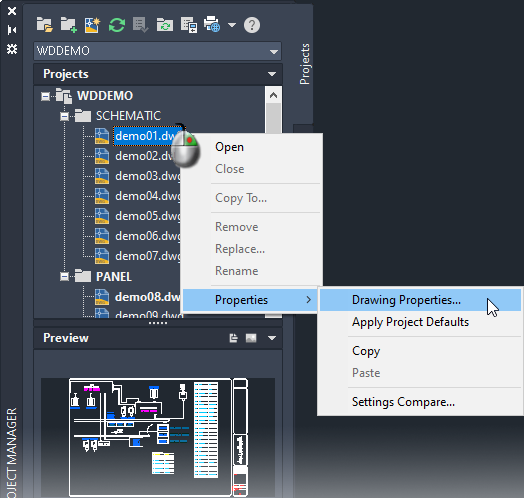 WDDEMO
Projects
Projects
WDDEMO
SCHEMATIC
demo01.dw
demo02.dw
demo03.dwg
demo04.dwg
demo05.dwg
demo06.dwg
demo07.dwg
PANEL
demo08.dwg
demo09.dwg
Open
Close
Copy To...
Remove
Replace...
Rename
Properties
Drawing Properties...
Apply Project Defaults
Copy
Paste
Settings Compare...
Preview
OJECT MANAGER